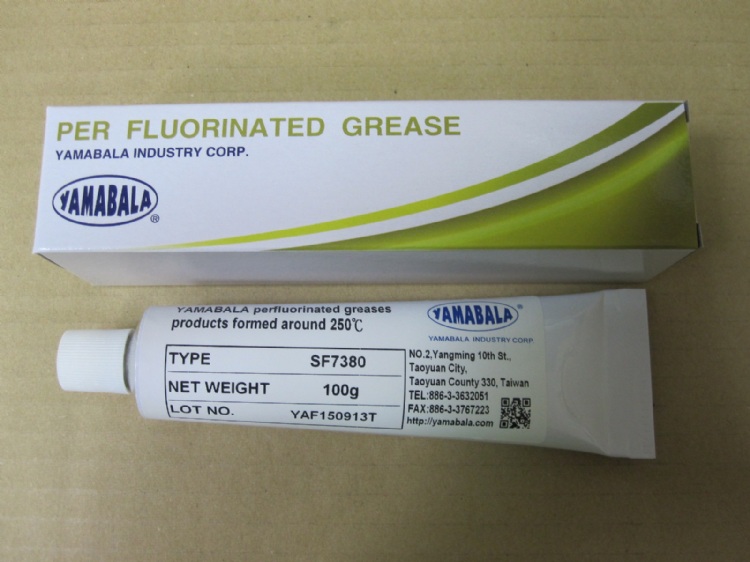 PER FLUORINATED GREASE
YAMABALA INDUSTRY CORP.
YAMABALA
®
YAMABALA perfluorinated greases
products formed around 250℃
TYPE SF7380
NET WEIGHT 100g
LOT NO. YAF150913T
YAMABALA®
YAMABALA INDUSTRY CORP.
NO.2,Yangming 10th St.,
Taoyuan City,
Taoyuan County 330, Taiwan
TEL:886-3-3632051
FAX:886-3-3767223
http://yamabala.com